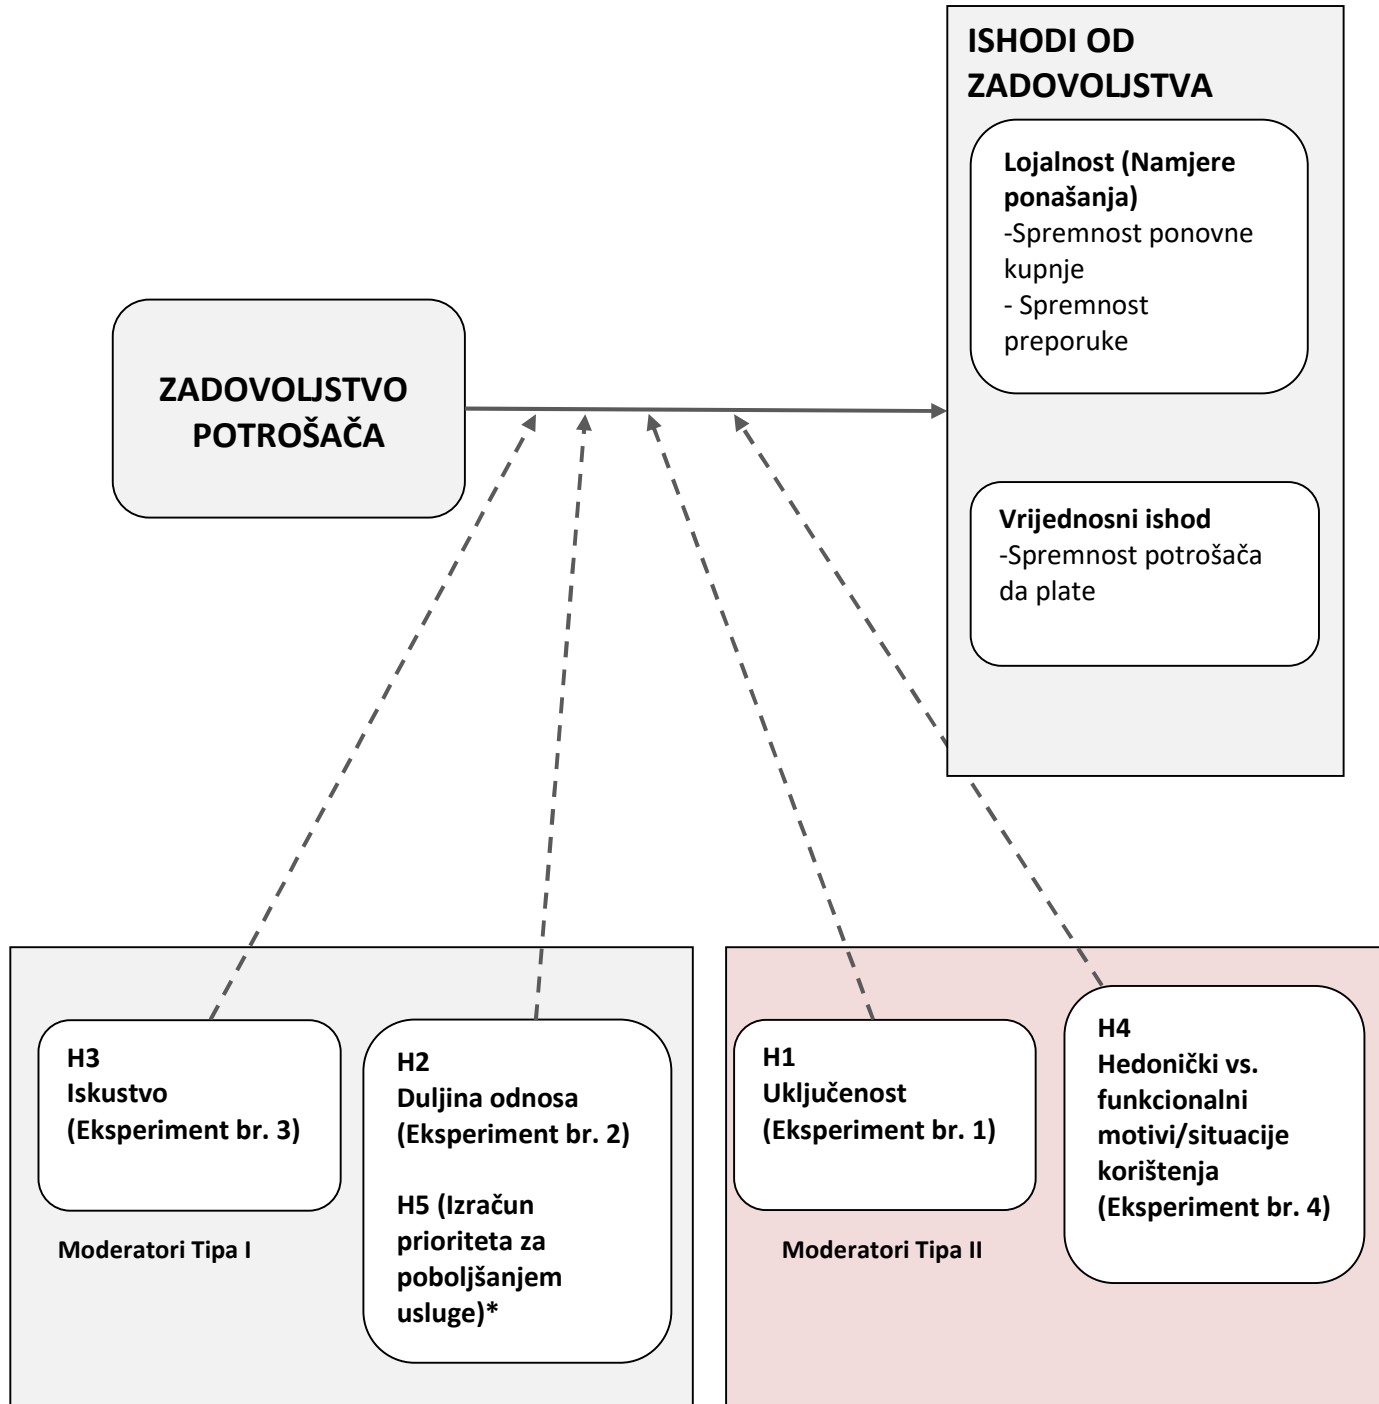 ISHODI OD
ZADOVOLJSTVA
Lojalnost (Namjere
ponašanja)
-Spremnost ponovne
kupnje
- Spremnost
preporuke
ZADOVOLJSTVO
POTROŠAČA
Vrijednosni ishod
-Spremnost potrošača
da plate
H3
Iskustvo
(Eksperiment br. 3)
Moderatori Tipa I
H2
Duljina odnosa
(Eksperiment br. 2)
H5 (Izračun
prioriteta za
poboljšanjem
usluge)*
H1
Uključenost
(Eksperiment br. 1)
Moderatori Tipa II
H4
Hedonički vs.
funkcionalni
motivi/situacije
korištenja
(Eksperiment br. 4)